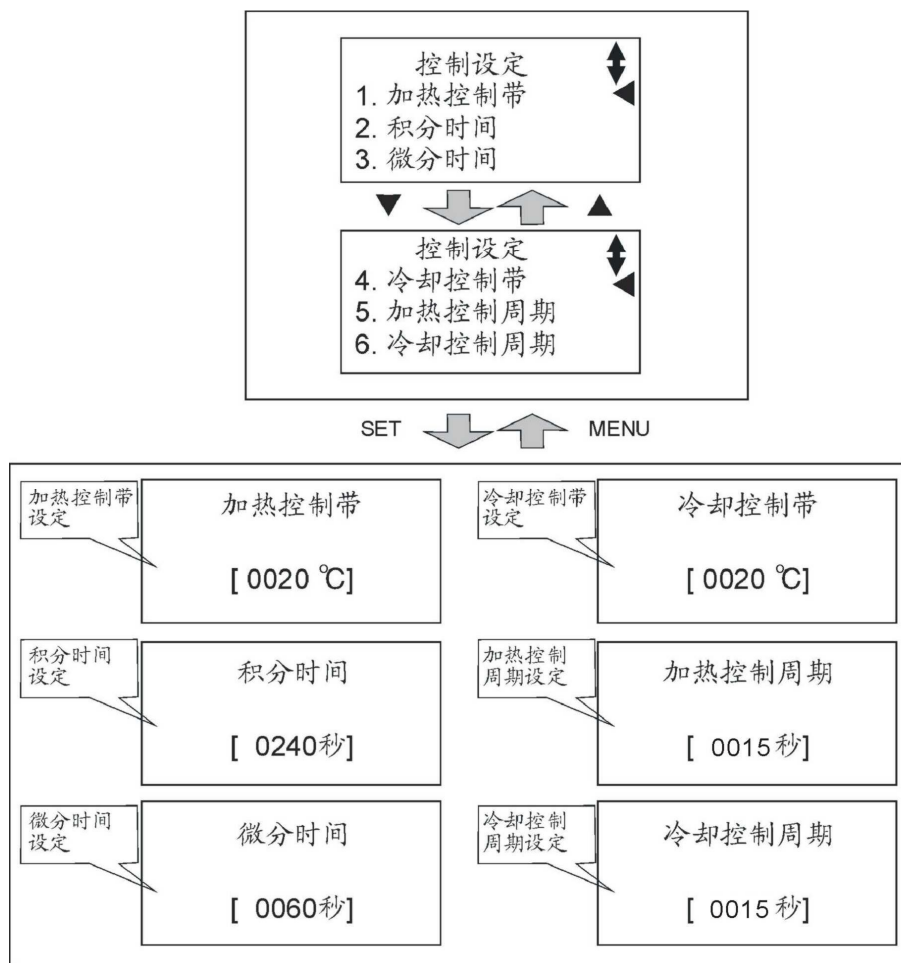 控制设定
1. 加热控制带
2. 积分时间
3. 微分时间
控制设定
4. 冷却控制带
5. 加热控制周期
6. 冷却控制周期
SET
MENU
加热控制带
设定
加热控制带
[ 0020 ℃]
冷却控制带
设定
冷却控制带
[ 0020 ℃]
积分时间
设定
积分时间
[ 0240秒]
加热控制
周期设定
加热控制周期
[ 0015秒]
微分时间
设定
微分时间
[ 0060秒]
冷却控制
周期设定
冷却控制周期
[ 0015秒]